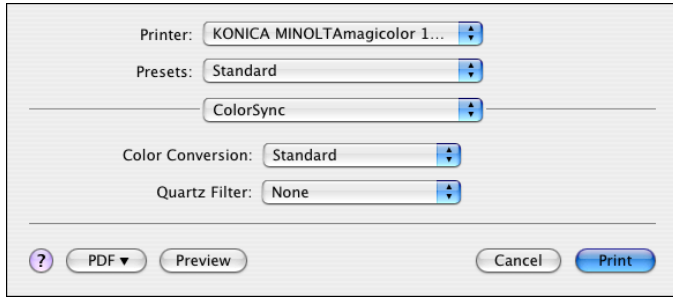 Printer: KONICA MINOLTAmagicolor 1...
Presets: Standard
ColorSync
Color Conversion: Standard
Quartz Filter: None
? PDF ▼ Preview Cancel Print